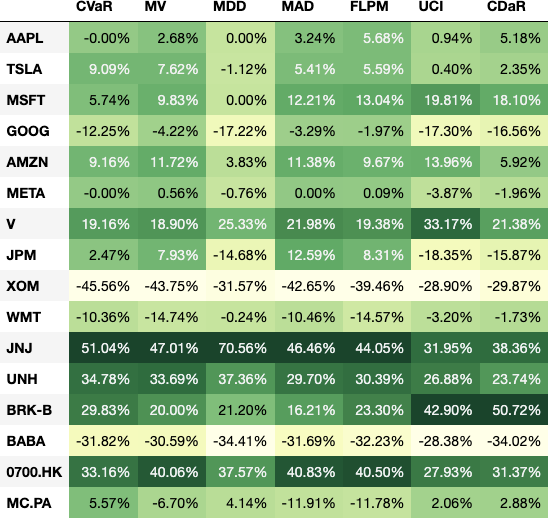 CVaR MV MDD MAD FLPM UCI CDaR
AAPL -0.00% 2.68% 0.00% 3.24% 5.68% 0.94% 5.18%
TSLA 9.09% 7.62% -1.12% 5.41% 5.59% 0.40% 2.35%
MSFT 5.74% 9.83% 0.00% 12.21% 13.04% 19.81% 18.10%
GOOG -12.25% -4.22% -17.22% -3.29% -1.97% -17.30% -16.56%
AMZN 9.16% 11.72% 3.83% 11.38% 9.67% 13.96% 5.92%
META -0.00% 0.56% -0.76% 0.00% 0.09% -3.87% -1.96%
V 19.16% 18.90% 25.33% 21.98% 19.38% 33.17% 21.38%
JPM 2.47% 7.93% -14.68% 12.59% 8.31% -18.35% -15.87%
XOM -45.56% -43.75% -31.57% -42.65% -39.46% -28.90% -29.87%
WMT -10.36% -14.74% -0.24% -10.46% -14.57% -3.20% -1.73%
JNJ 51.04% 47.01% 70.56% 46.46% 44.05% 31.95% 38.36%
UNH 34.78% 33.69% 37.36% 29.70% 30.39% 26.88% 23.74%
BRK-B 29.83% 20.00% 21.20% 16.21% 23.30% 42.90% 50.72%
BABA -31.82% -30.59% -34.41% -31.69% -32.23% -28.38% -34.02%
0700.HK 33.16% 40.06% 37.57% 40.83% 40.50% 27.93% 31.37%
MC.PA 5.57% -6.70% 4.14% -11.91% -11.78% 2.06% 2.88%